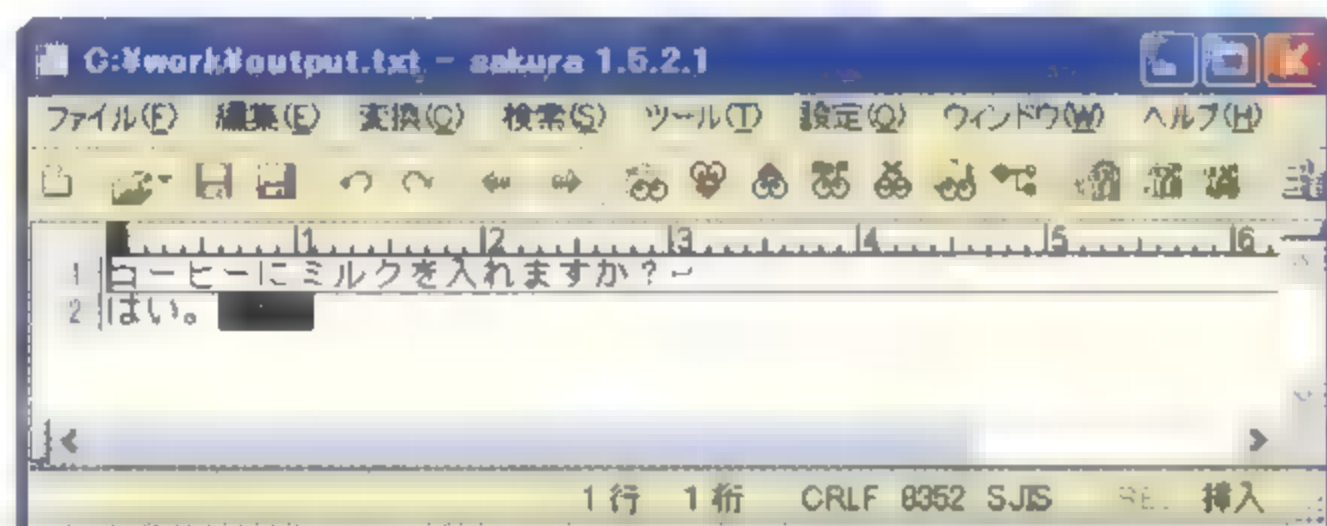 C:¥work¥output.txt - sakura 1.5.2.1
ファイル(F) 編集(E) 変換(C) 検索(S) ツール(T) 設定(O) ウィンドウ(W) ヘルプ(H)
1 2 3 4 5 6
1 コーヒーにミルクを入れますか?
2 はい。
1 行 1 桁 CRLF 8352 SJIS 挿入